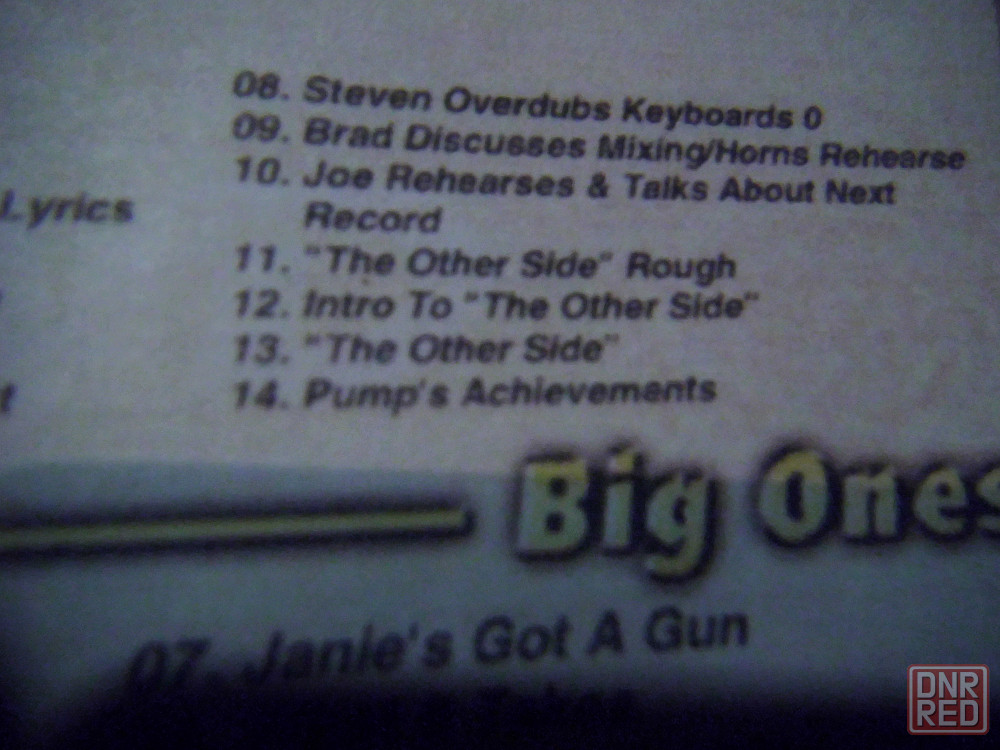 08. Steven Overdubs Keyboards 0
09. Brad Discusses Mixing/Horns Rehearse
10. Joe Rehearses & Talks About Next
Lyrics
Record
11. "The Other Side" Rough
12. Intro To "The Other Side"
13. "The Other Side"
14. Pump's Achievements
Big Ones
07. Janie's Got A Gun
DNR
RED